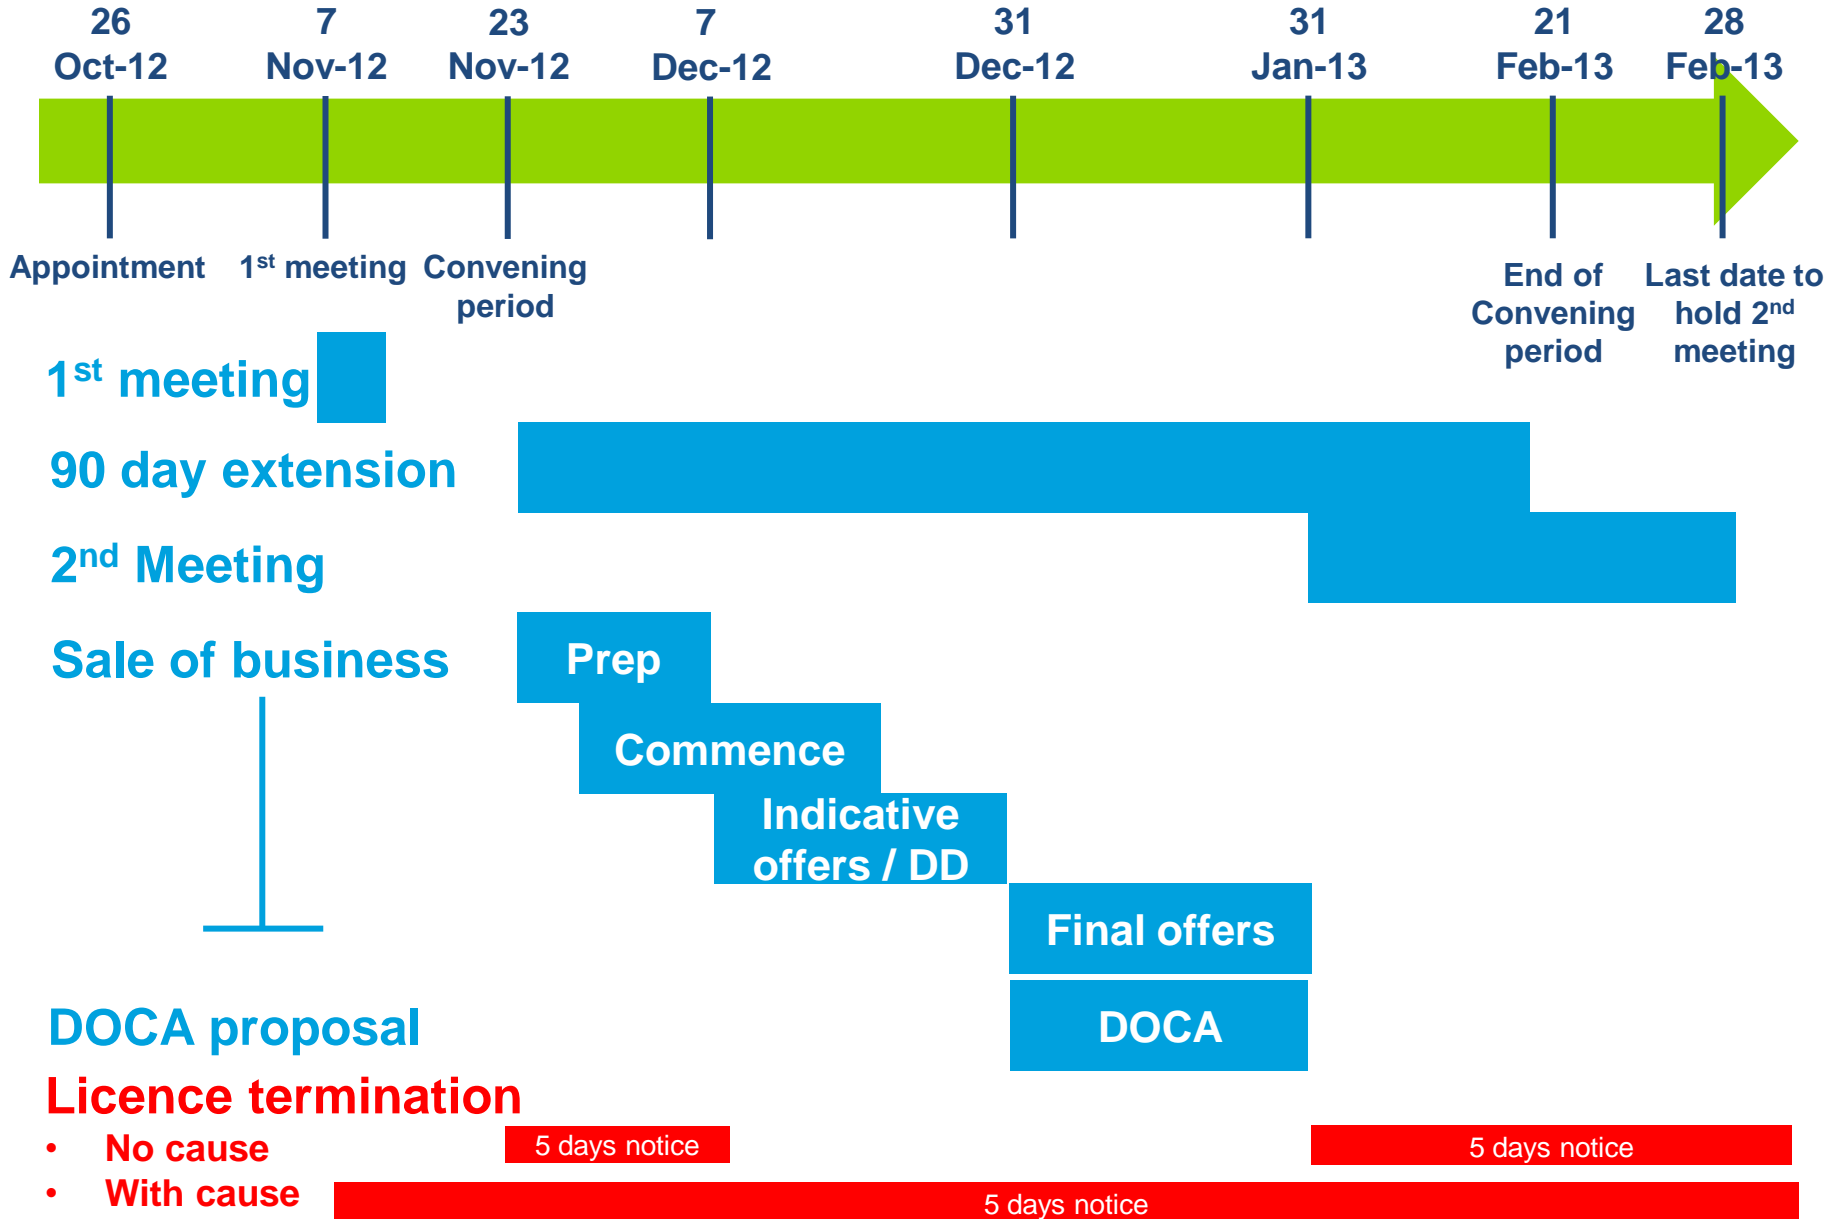 26 7 23 7 31 31 21 28
Oct-12 Nov-12 Nov-12 Dec-12 Dec-12 Jan-13 Feb-13 Feb-13
Appointment 1st meeting Convening
period
End of
Convening
period
Last date to
hold 2nd
meeting
1st meeting
90 day extension
2nd Meeting
Sale of business
Prep
Commence
Indicative
offers / DD
Final offers
DOCA proposal
DOCA
Licence termination
• No cause
5 days notice
5 days notice
• With cause
5 days notice